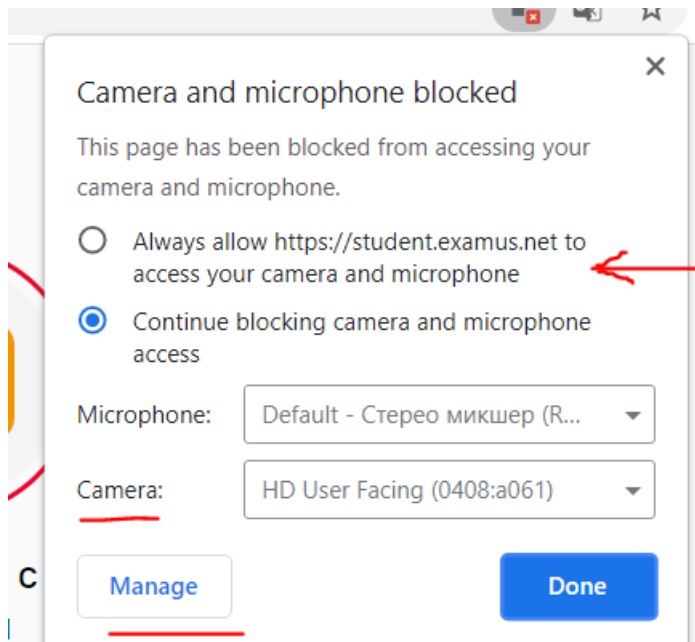 Camera and microphone blocked
This page has been blocked from accessing your
camera and microphone.
Always allow https://student.examus.net to
access your camera and microphone
Continue blocking camera and microphone
access
Microphone: Default - Стерео микшер (R...
Camera: HD User Facing (0408:a061)
с
Manage Done